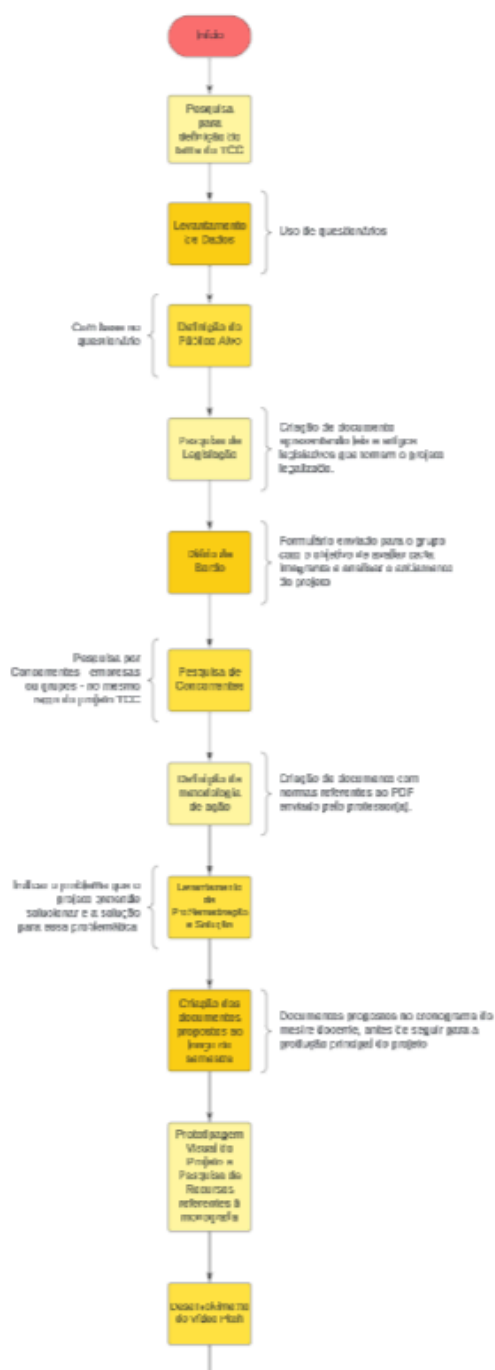 Início
Pesquisa
para
definição do
tema do TCC
Levantamento
de Dados
Uso de questionários
Com base no
questionário
Definição do
Público Alvo
Pesquisa de
Legislação
Criação de documento
apresentando leis e artigos
legislativos que tornam o projeto
legalizado.
Diário de
Bordo
Formulário enviado para o grupo
com o objetivo de avaliar cada
integrante e analisar o andamento
do projeto
Pesquisa por
Concorrentes - empresas
ou grupos - no mesmo
do projeto TCC
Pesquisa de
Concorrentes
Definição de
metodologia
de ação
Criação de documento com
normas referentes ao PDF
enviado pelo professor(a).
o problema que o
projeto pretende
solucionar e a solução
para essa problemática
Levantamento
de
Problematização
e Solução
Criação dos
documentos
propostos ao
longo do
semestre
Documentos propostos no cronograma do
mestre docente, antes de seguir para a
produção principal do projeto
Prototipagem
Visual do
Projeto e
Pesquisa de
Recursos
referentes à
monografia
Desenvolvimento
do Vídeo Pitch